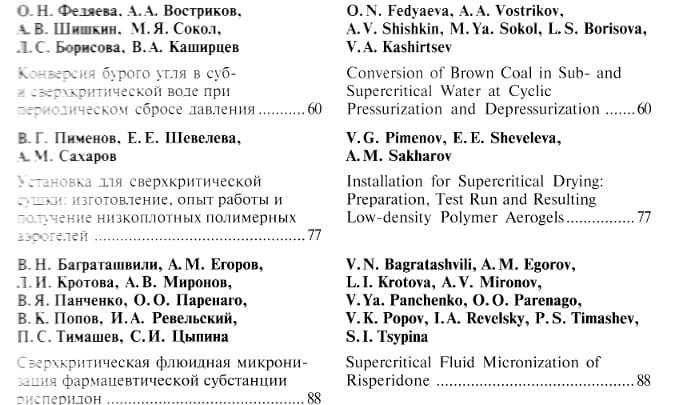 О. Н. Федяева, А. А. Востриков,
А. В. Шишкин, М. Я. Сокол,
Л. С. Борисова, В. А. Каширцев
Конверсия бурого угля в суб-
и сверхкритической воде при
периодическом сбросе давления ........... 60
В. Г. Пименов, Е. Е. Шевелева,
А. М. Сахаров
Установка для сверхкритической
сушки: изготовление, опыт работы и
получение низкоплотных полимерных
аэрогелей ................................................ 77
В. Н. Баграташвили, А. М. Егоров,
Л. И. Кротова, А. В. Миронов,
В. Я. Панченко, О. О. Паренаго,
В. К. Попов, И. А. Ревельский,
П. С. Тимашев, С. И. Цыпина
Сверхкритическая флюидная микрони-
зация фармацевтической субстанции
рисперидон ............................................. 88
O. N. Fedyaeva, A. A. Vostrikov,
A. V. Shishkin, M. Ya. Sokol, L. S. Borisova,
V. A. Kashirtsev
Conversion of Brown Coal in Sub- and
Supercritical Water at Cyclic
Pressurization and Depressurization ....... 60
V. G. Pimenov, E. E. Sheveleva,
A. M. Sakharov
Installation for Supercritical Drying:
Preparation, Test Run and Resulting
Low-density Polymer Aerogels ................ 77
V. N. Bagratashvili, A. M. Egorov,
L. I. Krotova, A. V. Mironov,
V. Ya. Panchenko, O. O. Parenago,
V. K. Popov, I. A. Revelsky, P. S. Timashev,
S. I. Tsypina
Supercritical Fluid Micronization of
Risperidone ............................................. 88